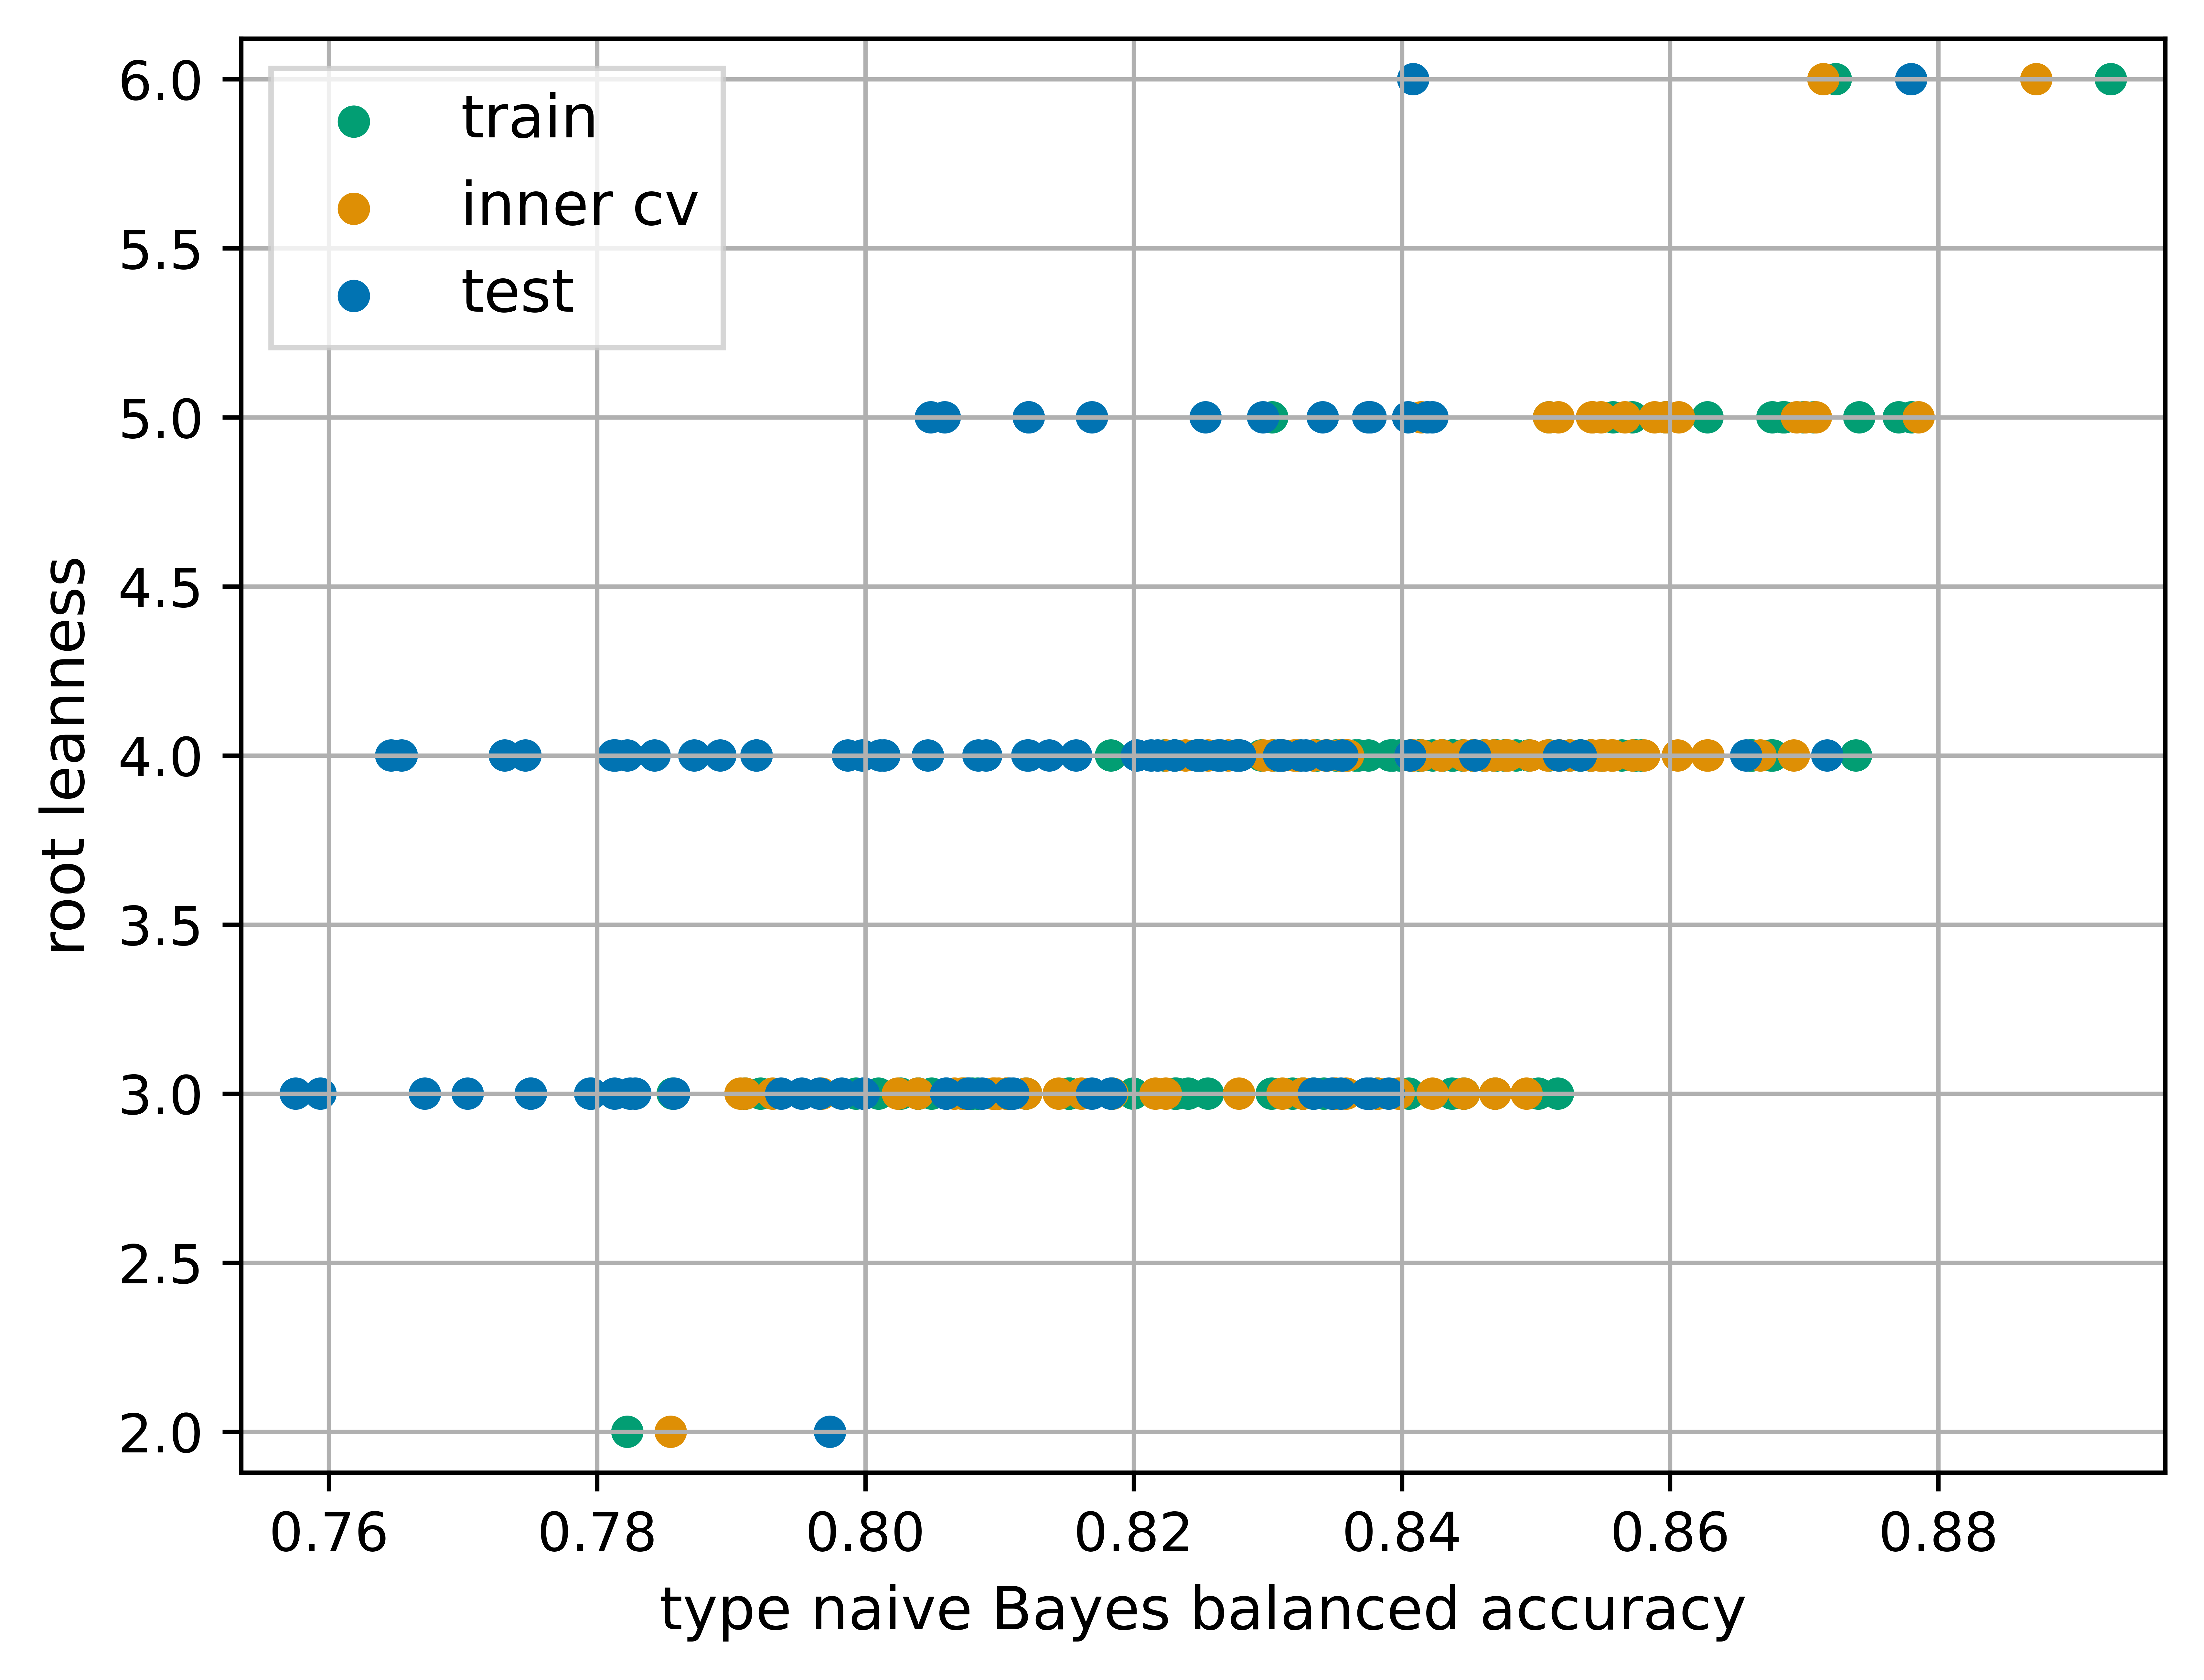 train
inner cv
test
root leanness
6.0
5.5
5.0
4.5
4.0
3.5
3.0
2.5
2.0
0.76 0.78 0.80 0.82 0.84 0.86 0.88
type naive Bayes balanced accuracy